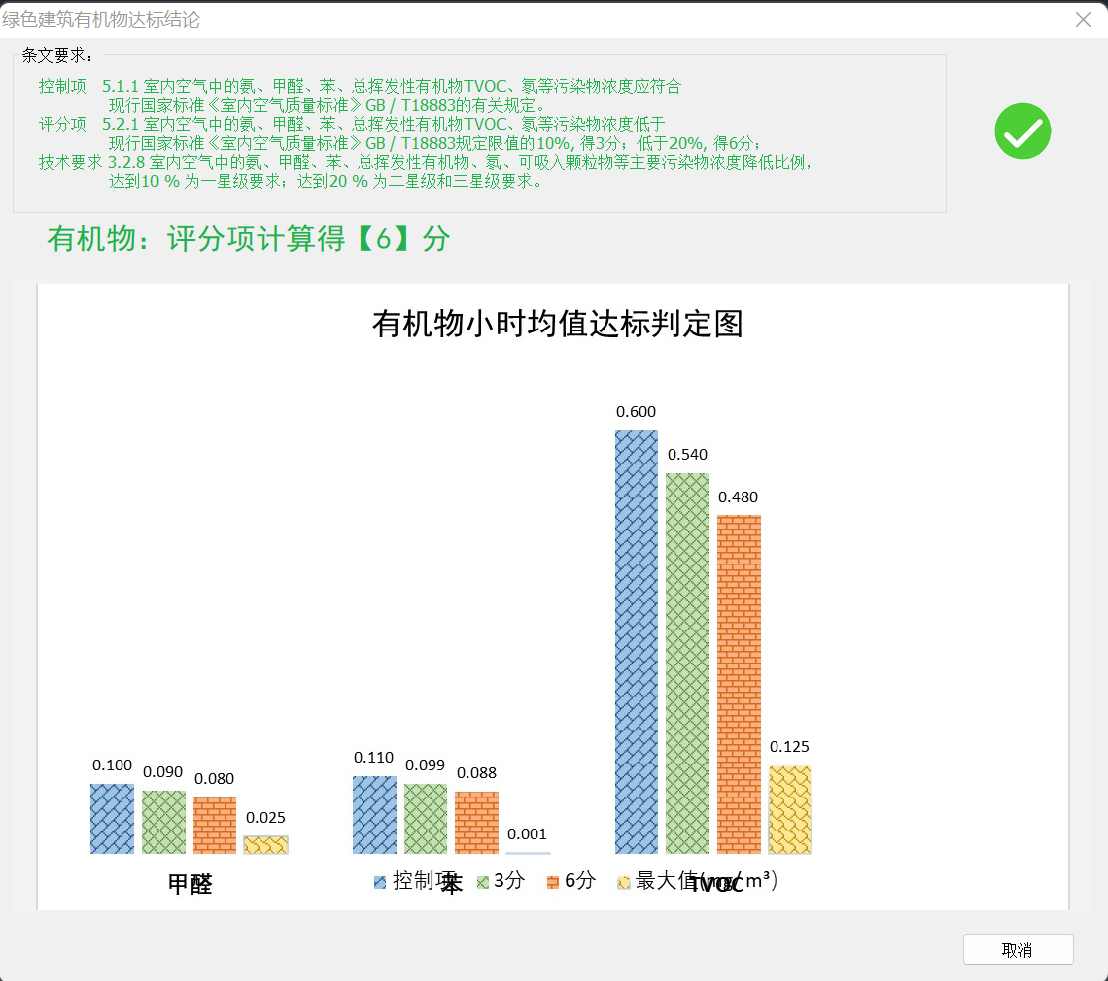 绿色建筑有机物达标结论
条文要求：
控制项 5.1.1 室内空气中的氨、甲醛、苯、总挥发性有机物TVOC、氡等污染物浓度应符合
现行国家标准《室内空气质量标准》GB / T18883的有关规定。
评分项 5.2.1 室内空气中的氨、甲醛、苯、总挥发性有机物TVOC、氡等污染物浓度低于
现行国家标准《室内空气质量标准》GB / T18883规定限值的10%, 得3分；低于20%, 得6分；
技术要求 3.2.8 室内空气中的氨、甲醛、苯、总挥发性有机物、氡、可吸入颗粒物等主要污染物浓度降低比例，
达到10 % 为一星级要求；达到20 % 为二星级和三星级要求。
有机物：评分项计算得【6】分
有机物小时均值达标判定图
0.600
0.540
0.480
0.125
0.110
0.099
0.088
0.001
0.100
0.090
0.080
0.025
甲醛
苯
TVOC
控制项
3分
6分
最大值(mg/m³)
取消